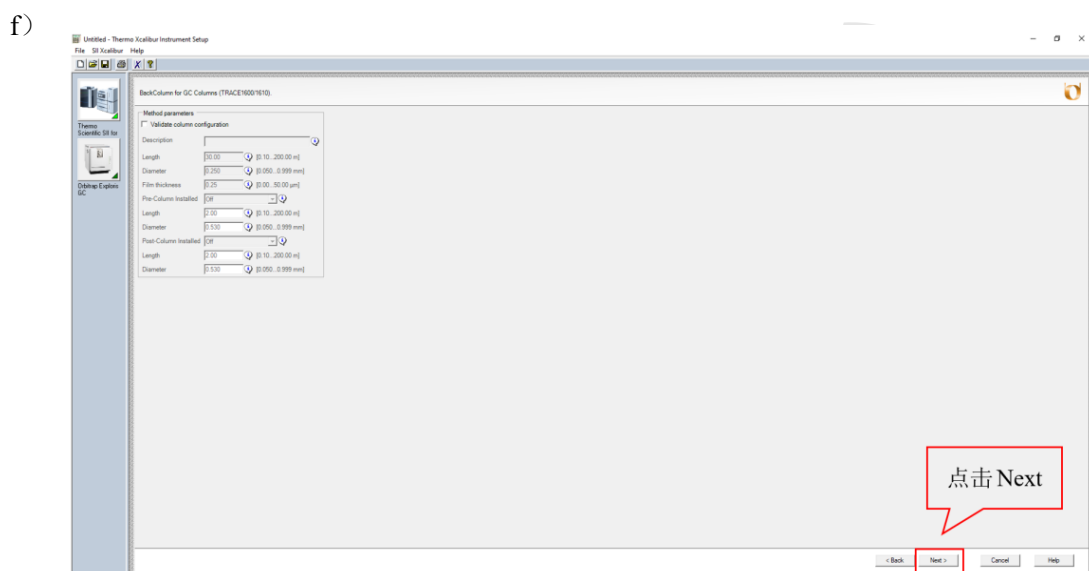 f）
Untitled - Thermo Xcalibur Instrument Setup
File SII Xcalibur Help
Thermo
Scientific SII for
Orbitrap Exploris
GC
BackColumn for GC Columns (TRACE1600/1610).
Method parameters
Validate column configuration
Description
Length 30.00 [0.10...200.00 m]
Diameter 0.250 [0.050...0.999 mm]
Film thickness 0.25 [0.00...50.00 µm]
Pre-Column Installed Off
Length 2.00 [0.10...200.00 m]
Diameter 0.530 [0.050...0.999 mm]
Post-Column Installed Off
Length 2.00 [0.10...200.00 m]
Diameter 0.530 [0.050...0.999 mm]
点击 Next
< Back Next > Cancel Help